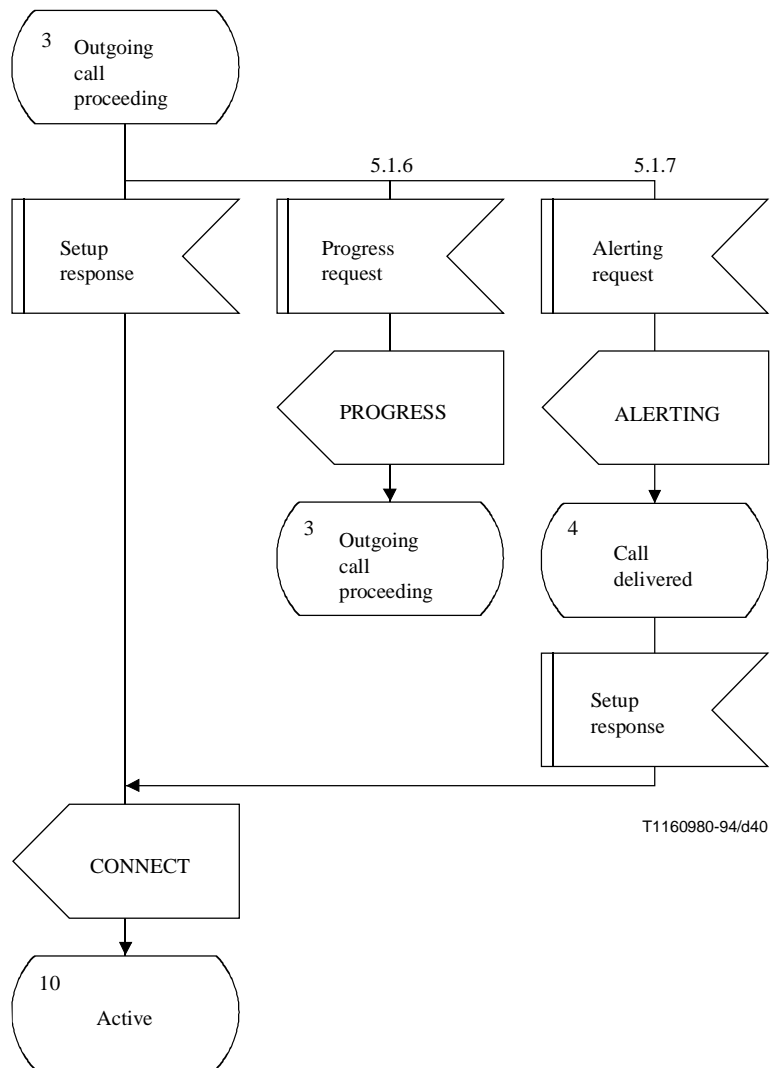 3 Outgoing
call
proceeding
5.1.6
5.1.7
Setup
response
Progress
request
Alerting
request
PROGRESS
ALERTING
3 Outgoing
call
proceeding
4 Call
delivered
Setup
response
T1160980-94/d40
CONNECT
10
Active